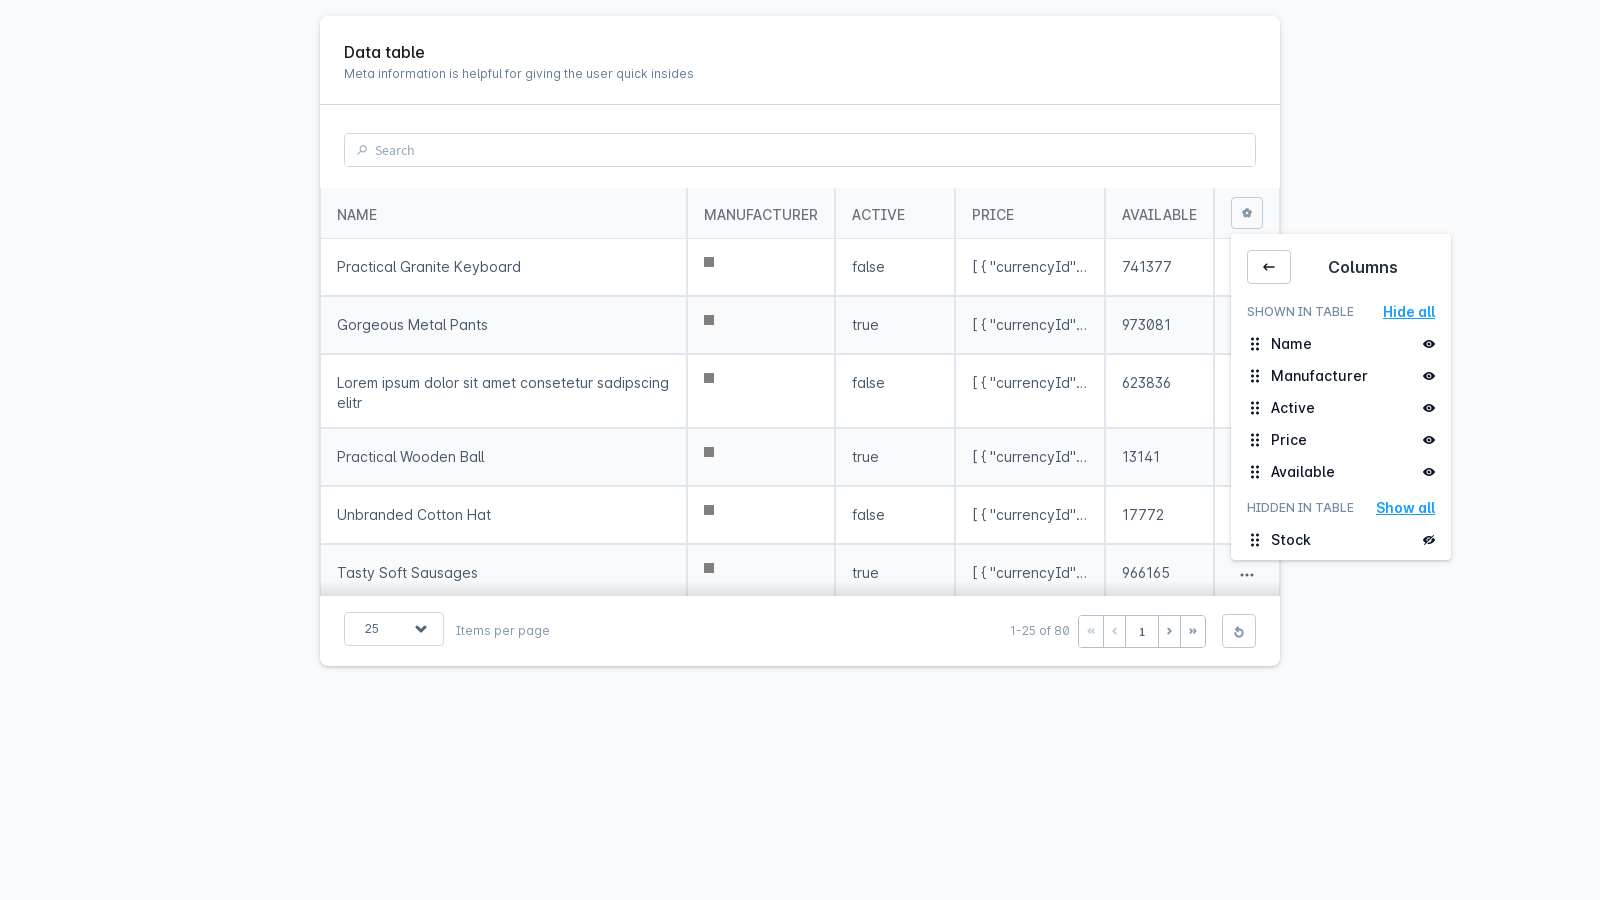 Data table
Meta information is helpful for giving the user quick insides
Search
NAME MANUFACTURER ACTIVE PRICE AVAILABLE
Practical Granite Keyboard false [ { "currencyId"... 741377
Gorgeous Metal Pants true [ { "currencyId"... 973081
Lorem ipsum dolor sit amet consetetur sadipscing
elitr
false [ { "currencyId"... 623836
Practical Wooden Ball true [ { "currencyId"... 13141
Unbranded Cotton Hat false [ { "currencyId"... 17772
Tasty Soft Sausages true [ { "currencyId"... 966165
Columns
SHOWN IN TABLE Hide all
Name
Manufacturer
Active
Price
Available
HIDDEN IN TABLE Show all
Stock
25 Items per page 1-25 of 80 « ‹ 1 › »